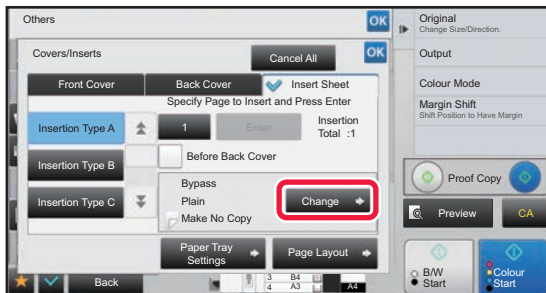 Others
OK
Covers/Inserts
Cancel All
OK
Front Cover
Back Cover
Insert Sheet
Specify Page to Insert and Press Enter
Insertion Type A
1
Enter
Insertion
Total :1
Insertion Type B
Before Back Cover
Insertion Type C
Bypass
Plain
Make No Copy
Change
Paper Tray
Settings
Page Layout
Back
3 B4
4 A3
A4
Original
Change Size/Direction.
Output
Colour Mode
Margin Shift
Shift Position to Have Margin
Proof Copy
Preview
CA
B/W
Start
Colour
Start